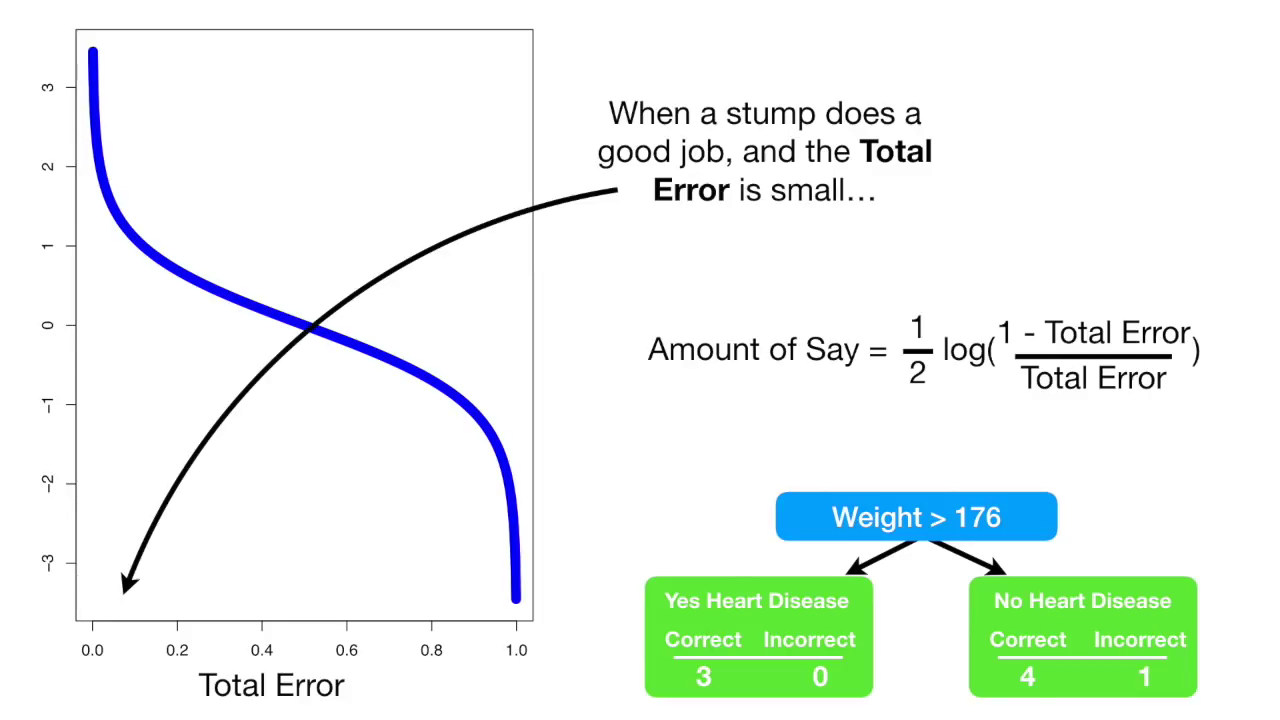 3
2
1
0
-1
-2
-3
0.0 0.2 0.4 0.6 0.8 1.0
Total Error
When a stump does a
good job, and the Total
Error is small…
Amount of Say = 1/2 log(1 - Total Error / Total Error)
Weight > 176
Yes Heart Disease
Correct Incorrect
3 0
No Heart Disease
Correct Incorrect
4 1